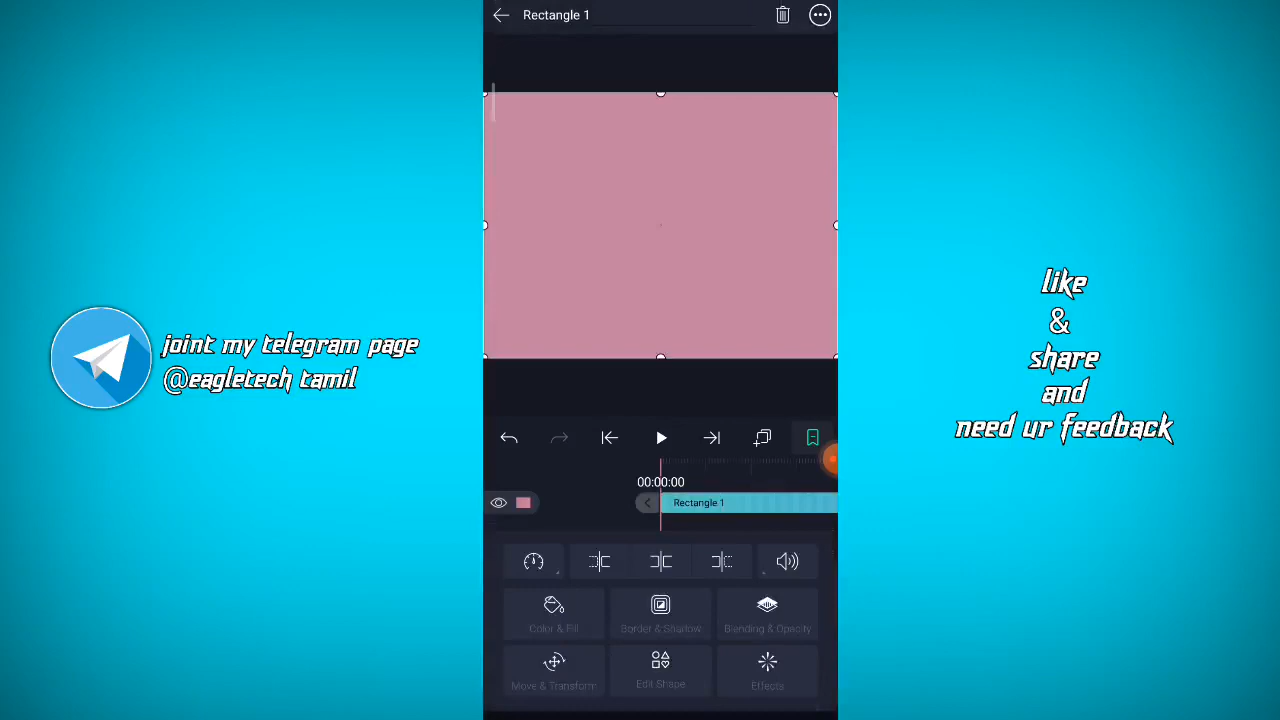 Rectangle 1
joint my telegram page
@eagletech tamil
like
&
share
and
need ur feedback
00:00:00
Rectangle 1
Color & Fill
Border & Shadow
Blending & Opacity
Move & Transform
Edit Shape
Effects